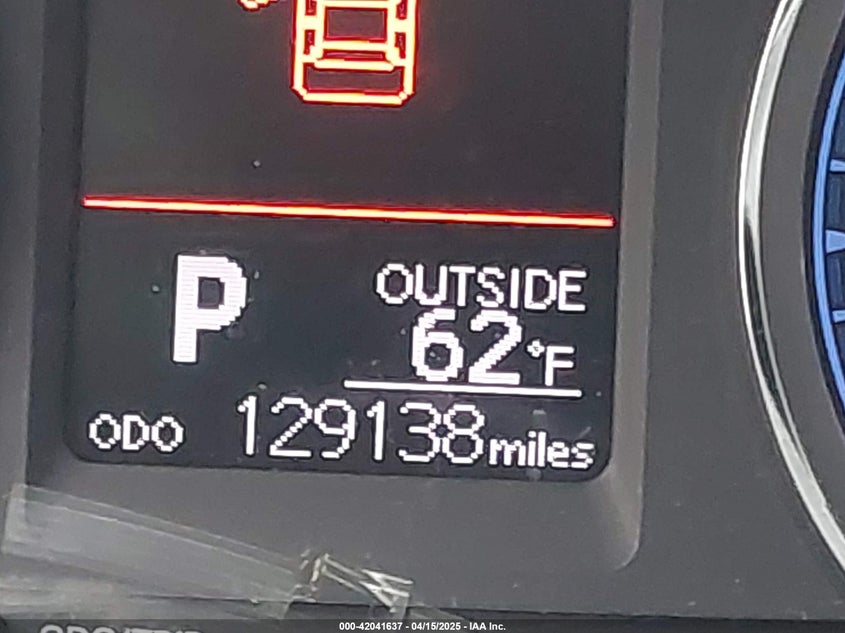 P
OUTSIDE
62°F
ODO 129138 miles
000-42041637 - 04/15/2025 - IAA Inc.